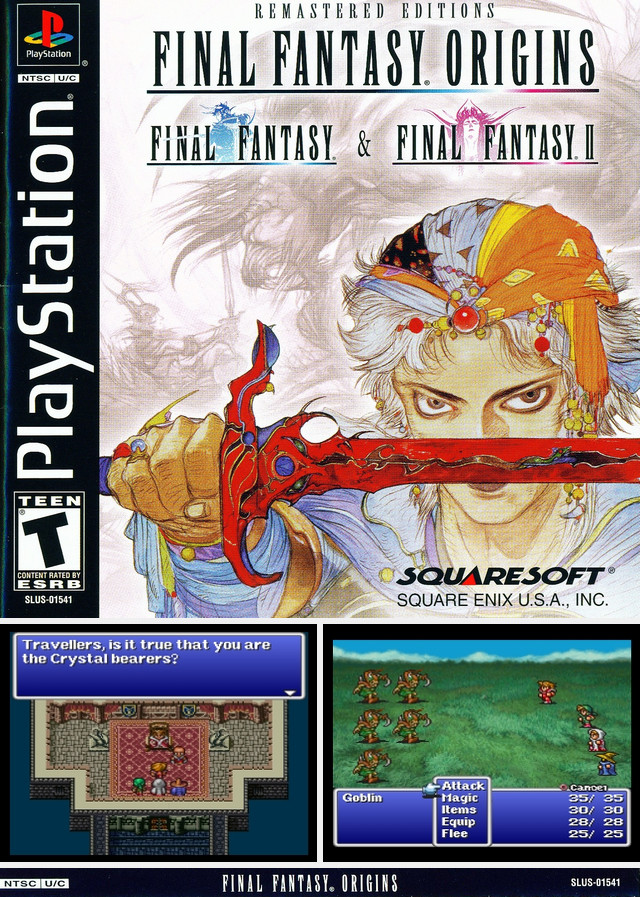 REMASTERED EDITIONS
FINAL FANTASY® ORIGINS
FINAL FANTASY® & FINAL FANTASY® II
PlayStation®
NTSC U/C
PlayStation®
TEEN
T
CONTENT RATED BY
ESRB
SLUS-01541
SQUARESOFT®
SQUARE ENIX U.S.A., INC.
Travellers, is it true that you are
the Crystal bearers?
Goblin
Attack
Magic
Items
Equip
Flee
Cancel
35/ 35
30/ 30
28/ 28
25/ 25
NTSC U/C
FINAL FANTASY® ORIGINS
SLUS-01541